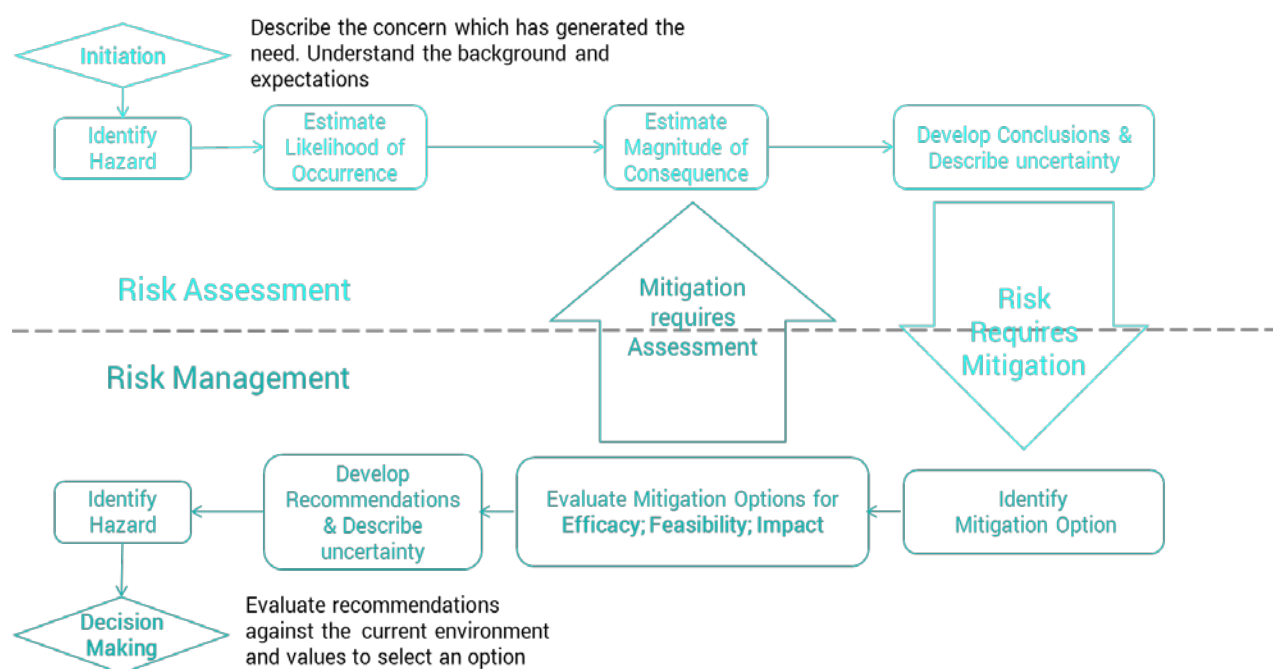 Initiation
Describe the concern which has generated the
need. Understand the background and
expectations
Identify
Hazard
Estimate
Likelihood of
Occurrence
Estimate
Magnitude of
Consequence
Develop Conclusions &
Describe uncertainty
Risk Assessment
Mitigation
requires
Assessment
Risk
Requires
Mitigation
Risk Management
Identify
Hazard
Develop
Recommendations
& Describe
uncertainty
Evaluate Mitigation Options for
Efficacy; Feasibility; Impact
Identify
Mitigation Option
Decision
Making
Evaluate recommendations
against the current environment
and values to select an option